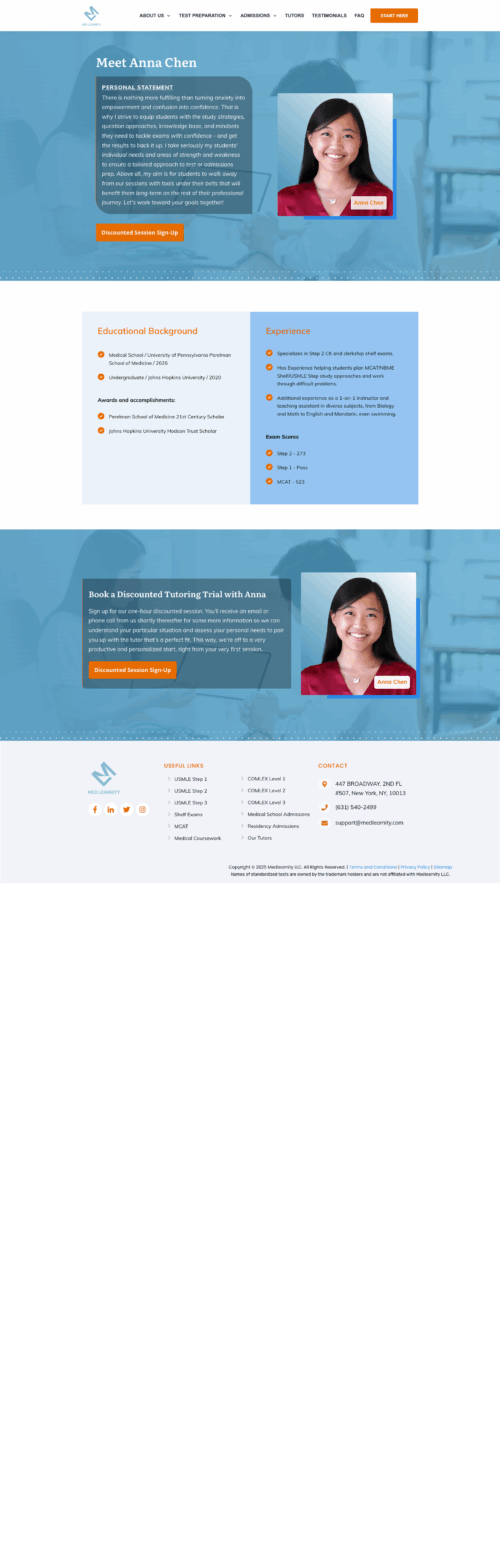 ABOUT US
TEST PREPARATION
ADMISSIONS
TUTORS
TESTIMONIALS
FAQ
START HERE
MEDLEARNITY
Meet Anna Chen
PERSONAL STATEMENT
There is nothing more fulfilling than turning anxiety into
empowerment and confusion into confidence. That is
why I strive to equip students with the study strategies,
question approaches, knowledge base, and mindsets
they need to tackle exams with confidence - and get
the results to back it up. I take seriously my students'
individual needs and areas of strength and weakness
to ensure a tailored approach to test or admissions
prep. Above all, my aim is for students to walk away
from our sessions with tools under their belts that will
benefit them long-term on the rest of their professional
journey. Let's work toward your goals together!
Anna Chen
Discounted Session Sign-Up
Educational Background
Medical School / University of Pennsylvania Perelman
School of Medicine / 2026
Undergraduate / Johns Hopkins University / 2020
Awards and accomplishments:
Perelman School of Medicine 21st Century Scholar
Johns Hopkins University Hodson Trust Scholar
Experience
Specializes in Step 2 CK and clerkship shelf exams.
Has Experience helping students plan MCAT/NBME
Shelf/USMLE Step study approaches and work
through difficult problems.
Additional experience as a 1-on-1 instructor and
teaching assistant in diverse subjects, from Biology
and Math to English and Mandarin, even swimming.
Exam Scores
Step 2 - 273
Step 1 - Pass
MCAT - 523
Book a Discounted Tutoring Trial with Anna
Sign up for our one-hour discounted session. You'll receive an email or
phone call from us shortly thereafter for some more information so we can
understand your particular situation and assess your personal needs to pair
you up with the tutor that's a perfect fit. This way, we're off to a very
productive and personalized start, right from your very first session.
Discounted Session Sign-Up
Anna Chen
MEDLEARNITY
USEFUL LINKS
USMLE Step 1
USMLE Step 2
USMLE Step 3
Shelf Exams
MCAT
Medical Coursework
COMLEX Level 1
COMLEX Level 2
COMLEX Level 3
Medical School Admissions
Residency Admissions
Our Tutors
CONTACT
447 BROADWAY, 2ND FL
#507, New York, NY, 10013
(631) 540-2499
support@medlearnity.com
Copyright © 2025 Medlearnity LLC. All Rights Reserved. | Terms and Conditions | Privacy Policy | Sitemap
Names of standardized tests are owned by the trademark holders and are not affiliated with Medlearnity LLC.